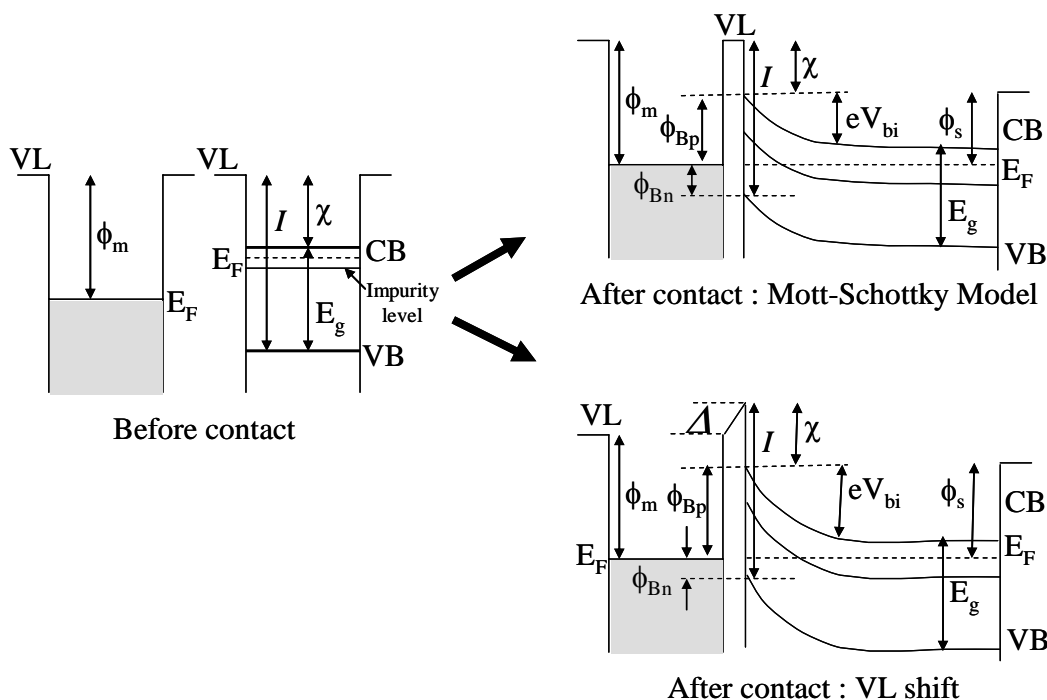 VL
VL
ϕm
I
χ
CB
EF
Impurity
level
EF
Eg
VB
Before contact
VL
I
χ
ϕm
ϕBp
eVbi
ϕs
CB
EF
ϕBn
Eg
VB
After contact : Mott-Schottky Model
VL
Δ
I
χ
ϕm
ϕBp
eVbi
ϕs
CB
EF
EF
ϕBn
Eg
VB
After contact : VL shift